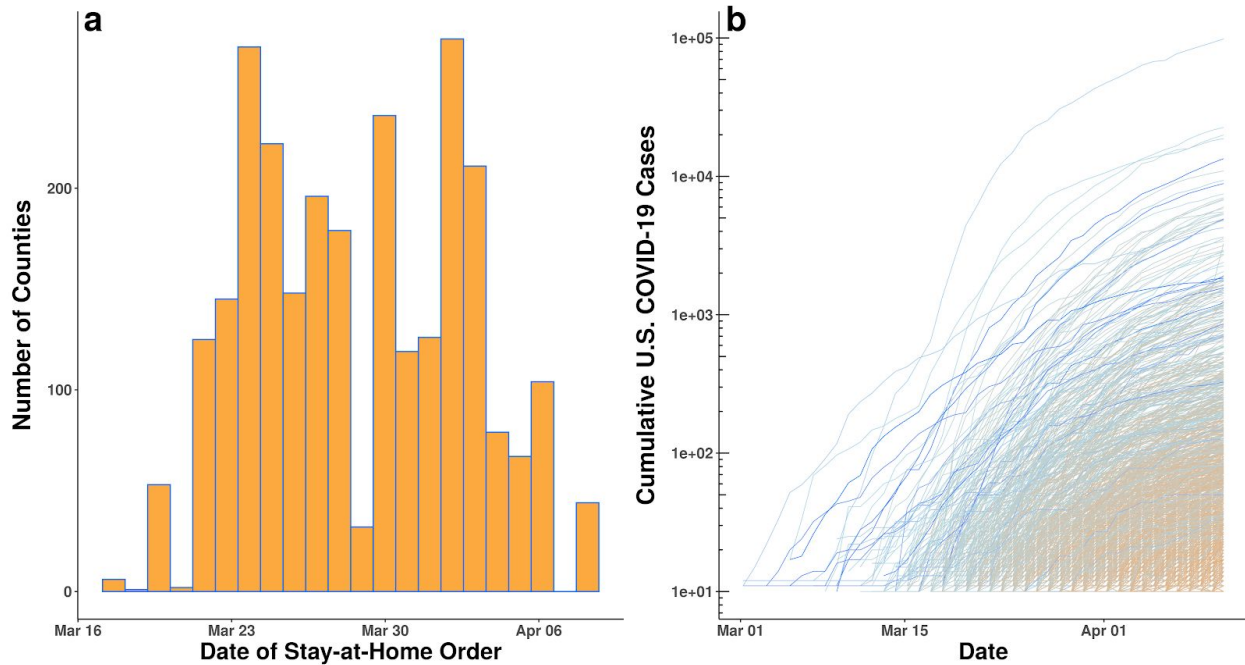 a
Number of Counties
200
100
0
Mar 16
Mar 23
Mar 30
Apr 06
Date of Stay-at-Home Order
b
Cumulative U.S. COVID-19 Cases
1e+05
1e+04
1e+03
1e+02
1e+01
Mar 01
Mar 15
Apr 01
Date